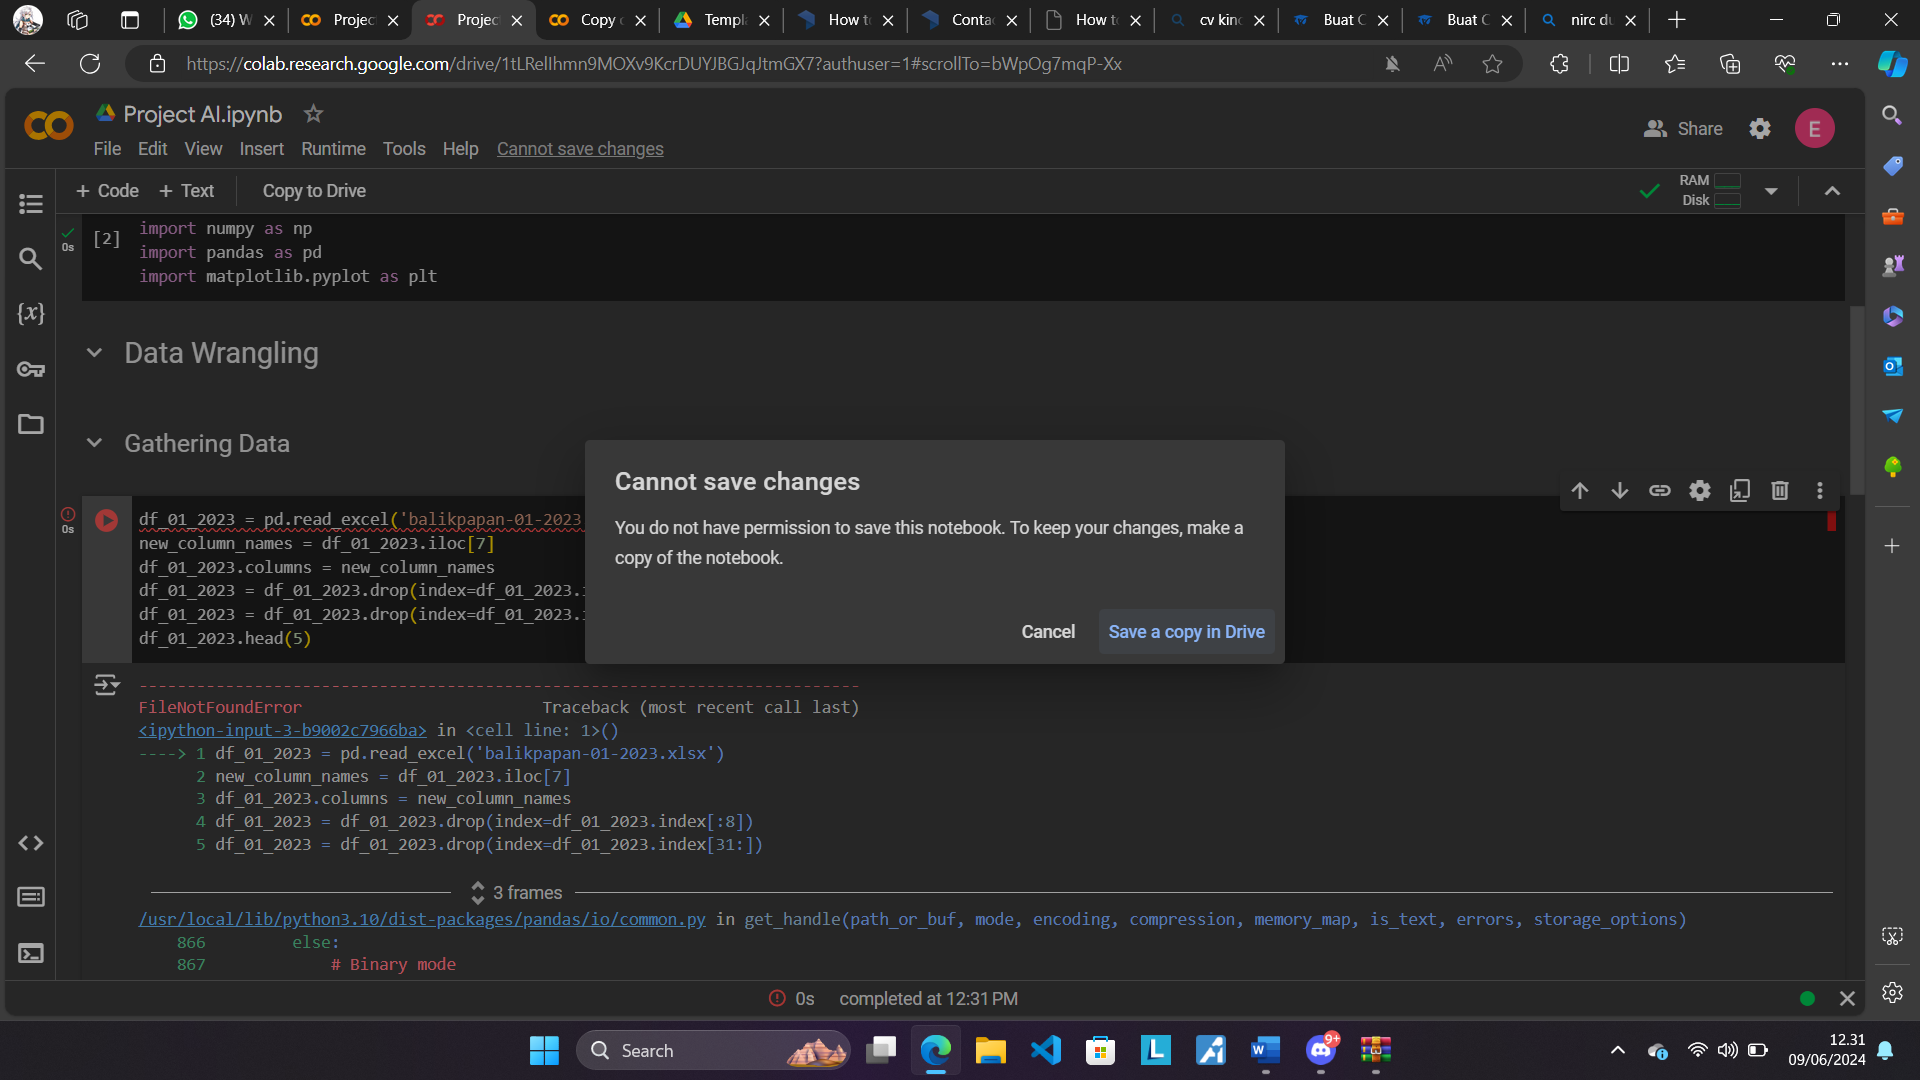 (34) W
Project
Project
Copy o
Templa
How to
Contac
How to
cv kin
Buat C
Buat C
nirc du
https://colab.research.google.com/drive/1tLRelIhmn9MOXv9KcrDUYJBGJqJtmGX7?authuser=1#scrollTo=bWpOg7mqP-Xx
Project AI.ipynb
File Edit View Insert Runtime Tools Help Cannot save changes
Share
E
+ Code + Text Copy to Drive
RAM
Disk
0s
[2]
import numpy as np
import pandas as pd
import matplotlib.pyplot as plt
Data Wrangling
Gathering Data
Cannot save changes
You do not have permission to save this notebook. To keep your changes, make a
copy of the notebook.
Cancel Save a copy in Drive
0s
df_01_2023 = pd.read_excel('balikpapan-01-2023
new_column_names = df_01_2023.iloc[7]
df_01_2023.columns = new_column_names
df_01_2023 = df_01_2023.drop(index=df_01_2023.i
df_01_2023 = df_01_2023.drop(index=df_01_2023.i
df_01_2023.head(5)
---------------------------------------------------------------------------
FileNotFoundError Traceback (most recent call last)
<ipython-input-3-b9002c7966ba> in <cell line: 1>()
----> 1 df_01_2023 = pd.read_excel('balikpapan-01-2023.xlsx')
2 new_column_names = df_01_2023.iloc[7]
3 df_01_2023.columns = new_column_names
4 df_01_2023 = df_01_2023.drop(index=df_01_2023.index[:8])
5 df_01_2023 = df_01_2023.drop(index=df_01_2023.index[31:])
3 frames
/usr/local/lib/python3.10/dist-packages/pandas/io/common.py in get_handle(path_or_buf, mode, encoding, compression, memory_map, is_text, errors, storage_options)
866 else:
867 # Binary mode
0s completed at 12:31 PM
Search
9+
12.31
09/06/2024